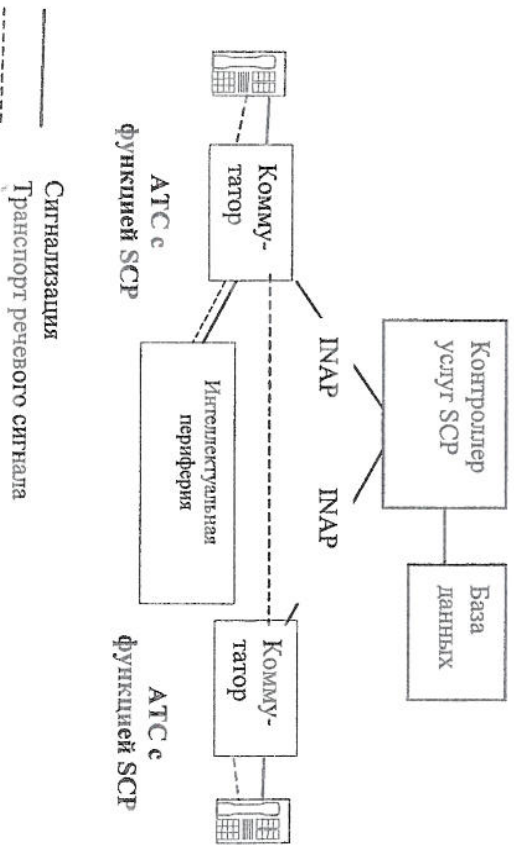 Контроллер
услуг SCP
База
данных
INAP
INAP
Комму-
татор
Комму-
татор
АТС с
функцией SCP
Интеллектуальная
периферия
АТС с
функцией SCP
Сигнализация
Транспорт речевого сигнала